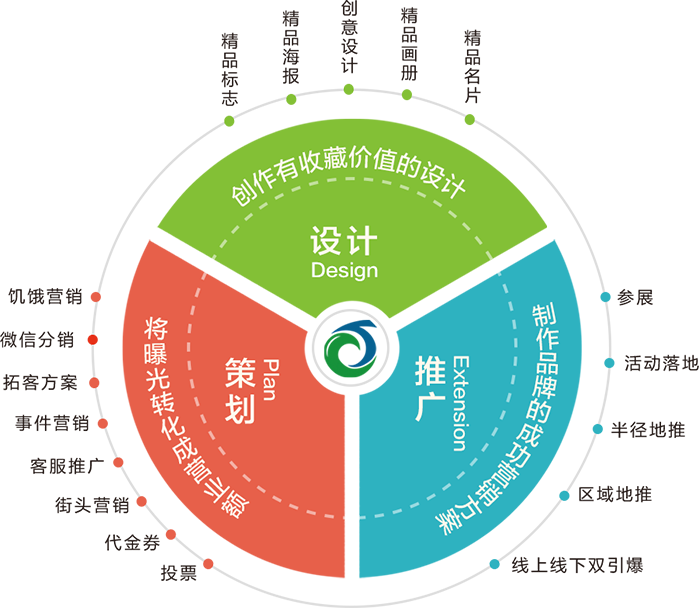 精品标志
精品海报
创意设计
精品画册
精品名片
创作有收藏价值的设计
设计
Design
饥饿营销
微信分销
拓客方案
事件营销
客服推广
街头营销
代金券
投票
将曝光转化成营业额
策划
Plan
推广
Extension
制作品牌的成功营销方案
参展
活动落地
半径地推
区域地推
线上线下双引爆